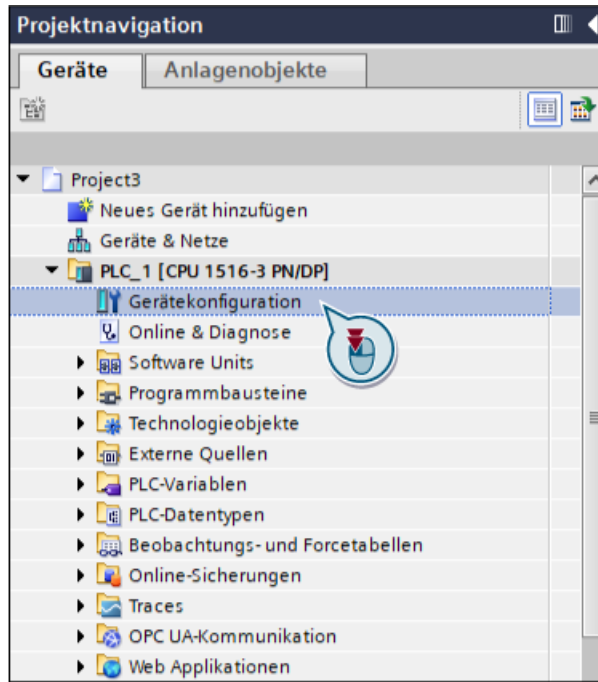 Projektnavigation
Geräte
Anlagenobjekte
Project3
Neues Gerät hinzufügen
Geräte & Netze
PLC_1 [CPU 1516-3 PN/DP]
Gerätekonfiguration
Online & Diagnose
Software Units
Programmbausteine
Technologieobjekte
Externe Quellen
PLC-Variablen
PLC-Datentypen
Beobachtungs- und Forcetabellen
Online-Sicherungen
Traces
OPC UA-Kommunikation
Web Applikationen